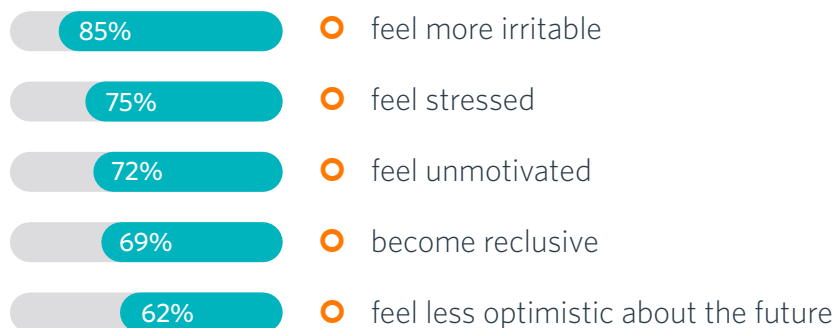 85% feel more irritable
75% feel stressed
72% feel unmotivated
69% become reclusive
62% feel less optimistic about the future